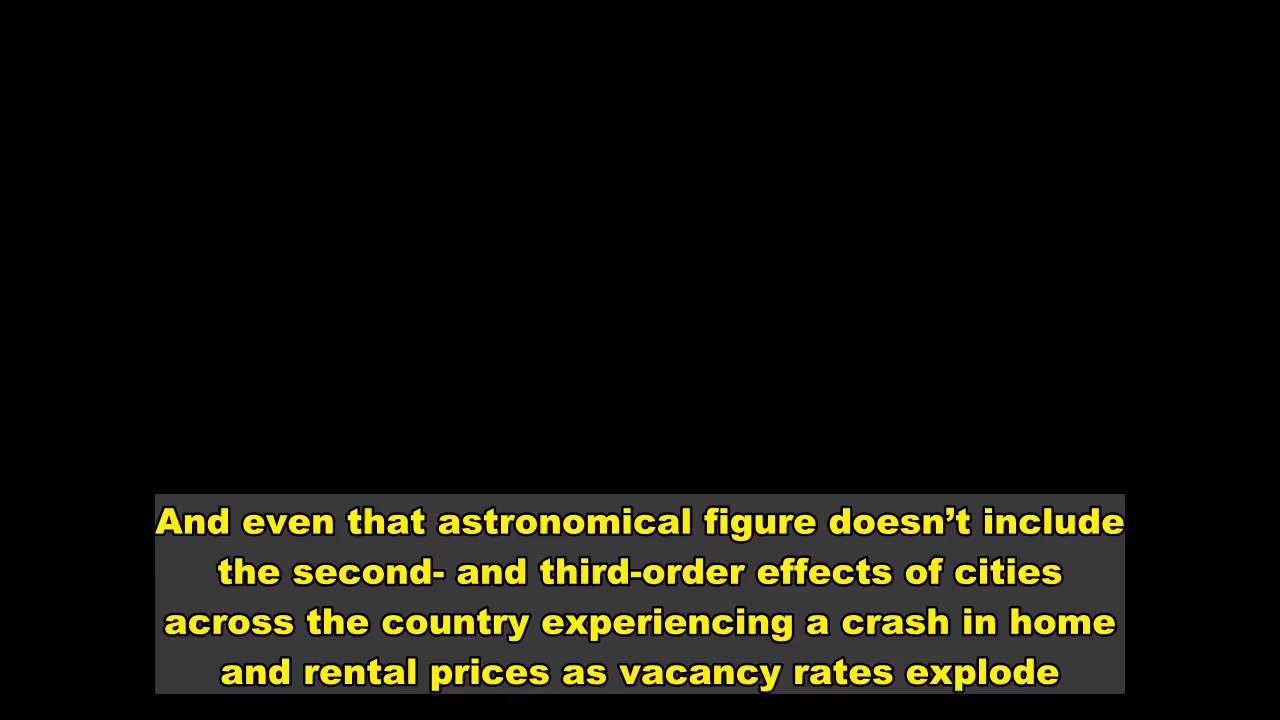 And even that astronomical figure doesn’t include
the second- and third-order effects of cities
across the country experiencing a crash in home
and rental prices as vacancy rates explode